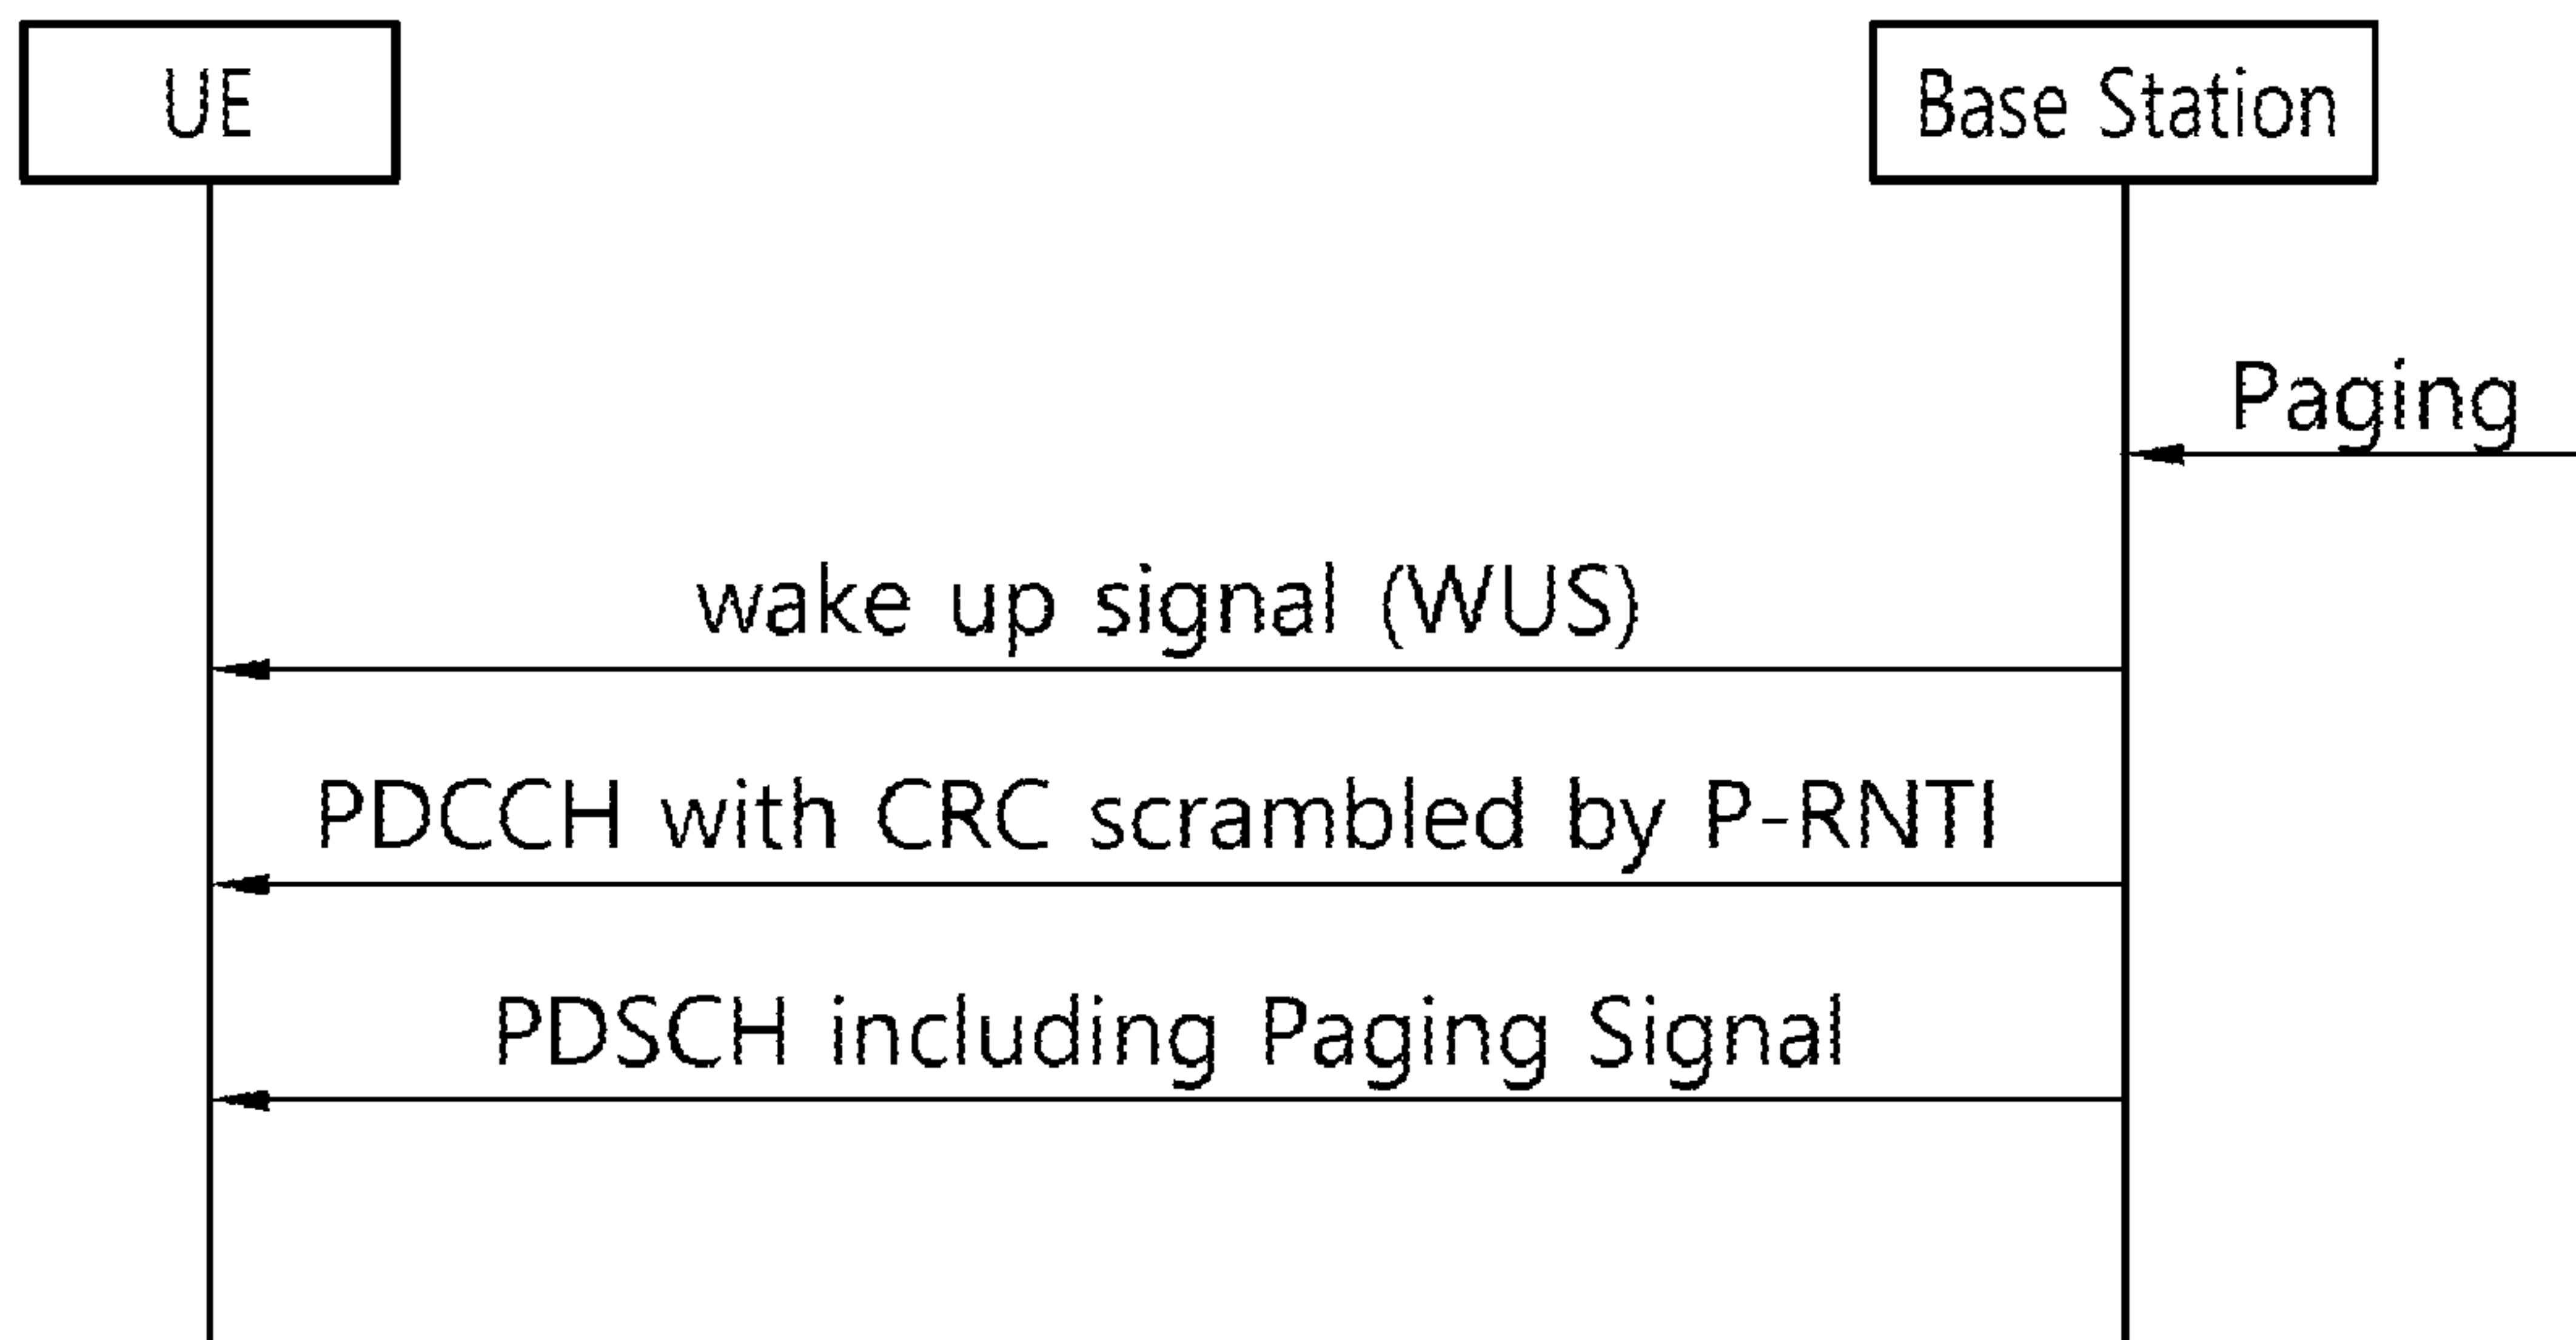 UE
Base Station
Paging
wake up signal (WUS)
PDCCH with CRC scrambled by P-RNTI
PDSCH including Paging Signal